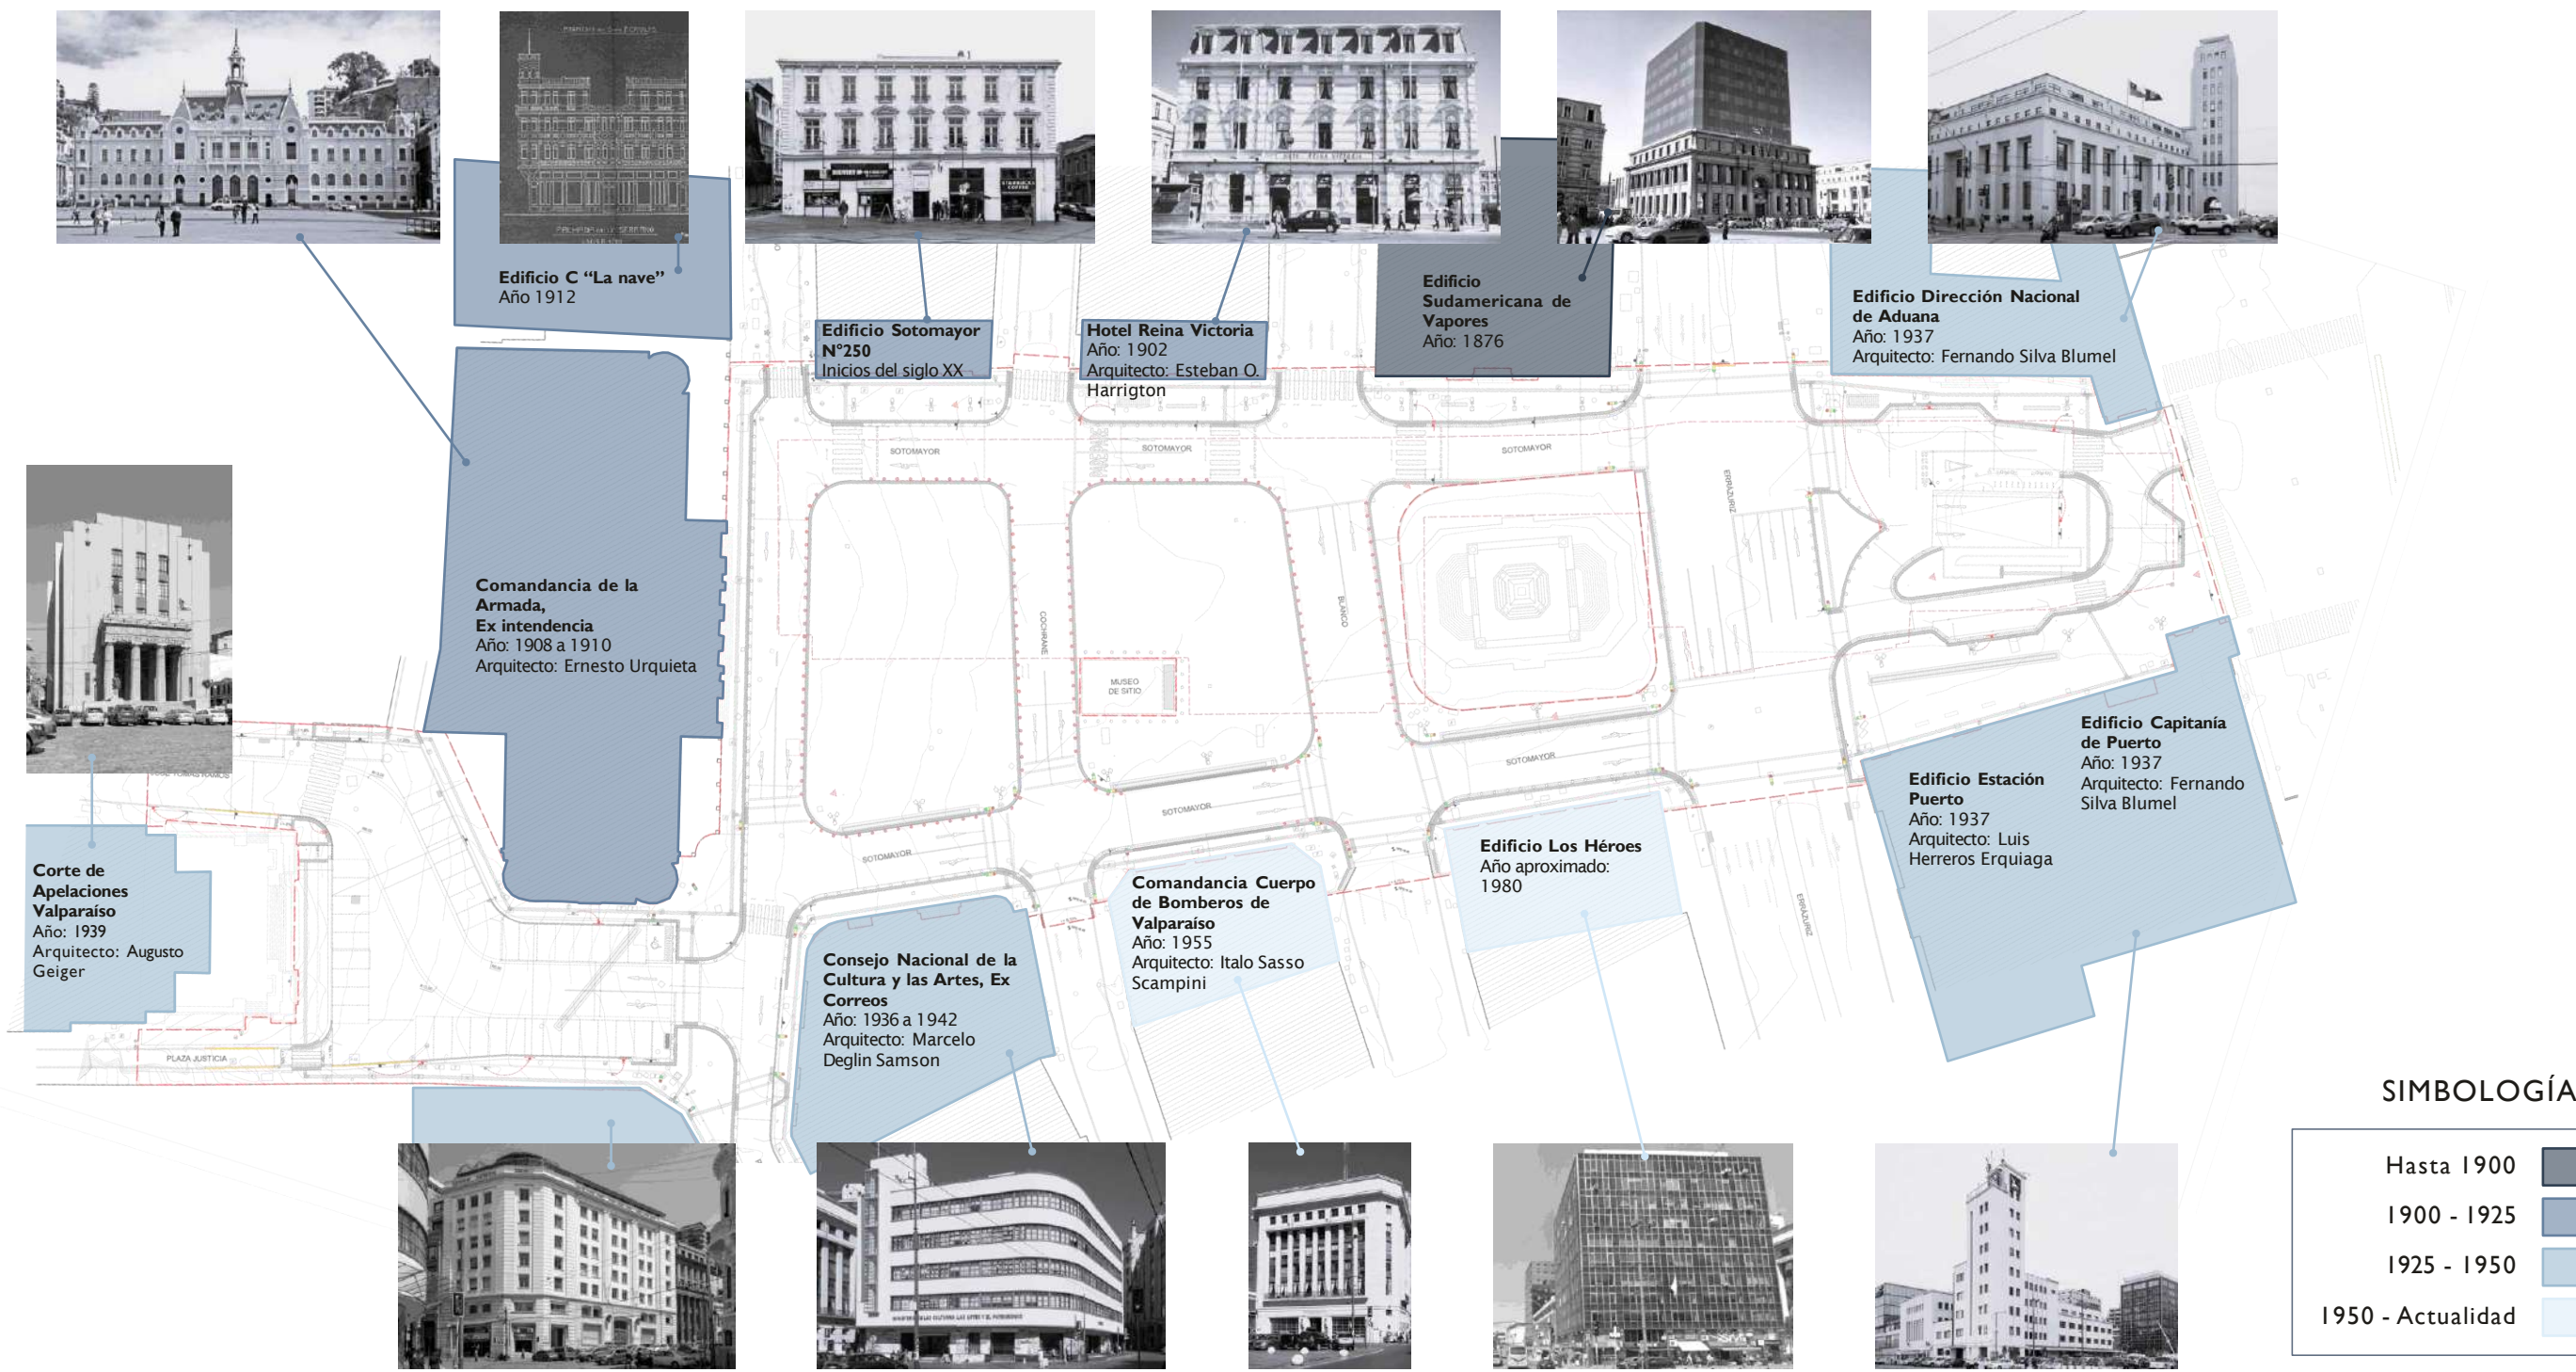 Edificio C “La nave”
Año 1912
Edificio Sotomayor
N°250
Inicios del siglo XX
Hotel Reina Victoria
Año: 1902
Arquitecto: Esteban O.
Harrigton
Edificio
Sudamericana de
Vapores
Año: 1876
Edificio Dirección Nacional
de Aduana
Año: 1937
Arquitecto: Fernando Silva Blumel
SOTOMAYOR
SOTOMAYOR
SOTOMAYOR
ERRAZURIZ
Comandancia de la
Armada,
Ex intendencia
Año: 1908 a 1910
Arquitecto: Ernesto Urquieta
COCHRANE
BLANCO
MUSEO
DE SITIO
SOTOMAYOR
SOTOMAYOR
SOTOMAYOR
ERRAZURIZ
Edificio Capitanía
de Puerto
Año: 1937
Arquitecto: Fernando
Silva Blumel
Edificio Estación
Puerto
Año: 1937
Arquitecto: Luis
Herreros Erquiaga
Corte de
Apelaciones
Valparaíso
Año: 1939
Arquitecto: Augusto
Geiger
Edificio Los Héroes
Año aproximado:
1980
Comandancia Cuerpo
de Bomberos de
Valparaíso
Año: 1955
Arquitecto: Italo Sasso
Scampini
Consejo Nacional de la
Cultura y las Artes, Ex
Correos
Año: 1936 a 1942
Arquitecto: Marcelo
Deglin Samson
PLAZA JUSTICIA
SIMBOLOGÍA
Hasta 1900
1900 - 1925
1925 - 1950
1950 - Actualidad